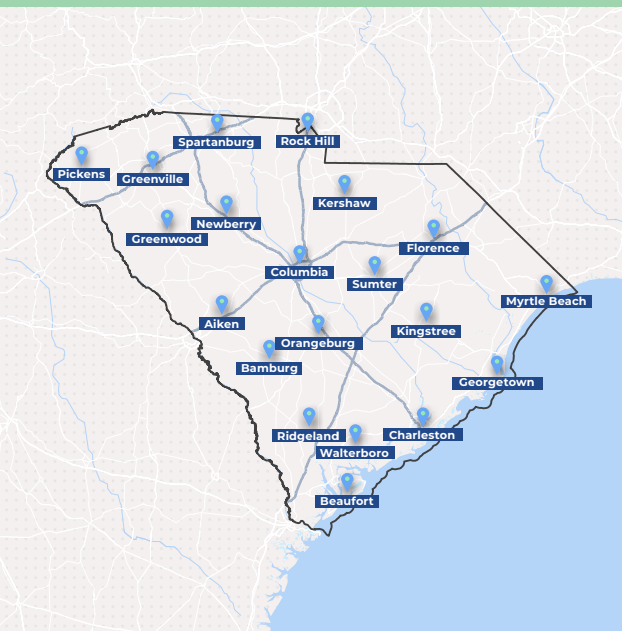 Spartanburg
Rock Hill
Pickens
Greenville
Kershaw
Newberry
Greenwood
Florence
Columbia
Sumter
Myrtle Beach
Aiken
Kingstree
Orangeburg
Bamburg
Georgetown
Ridgeland
Charleston
Walterboro
Beaufort